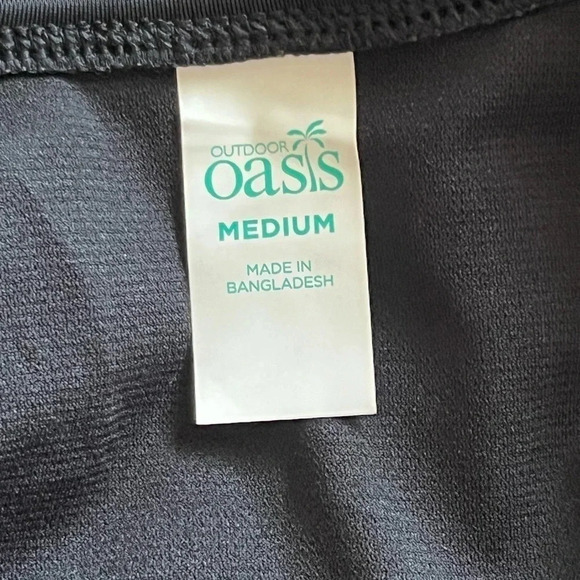 OUTDOOR
oasis
MEDIUM
MADE IN
BANGLADESH